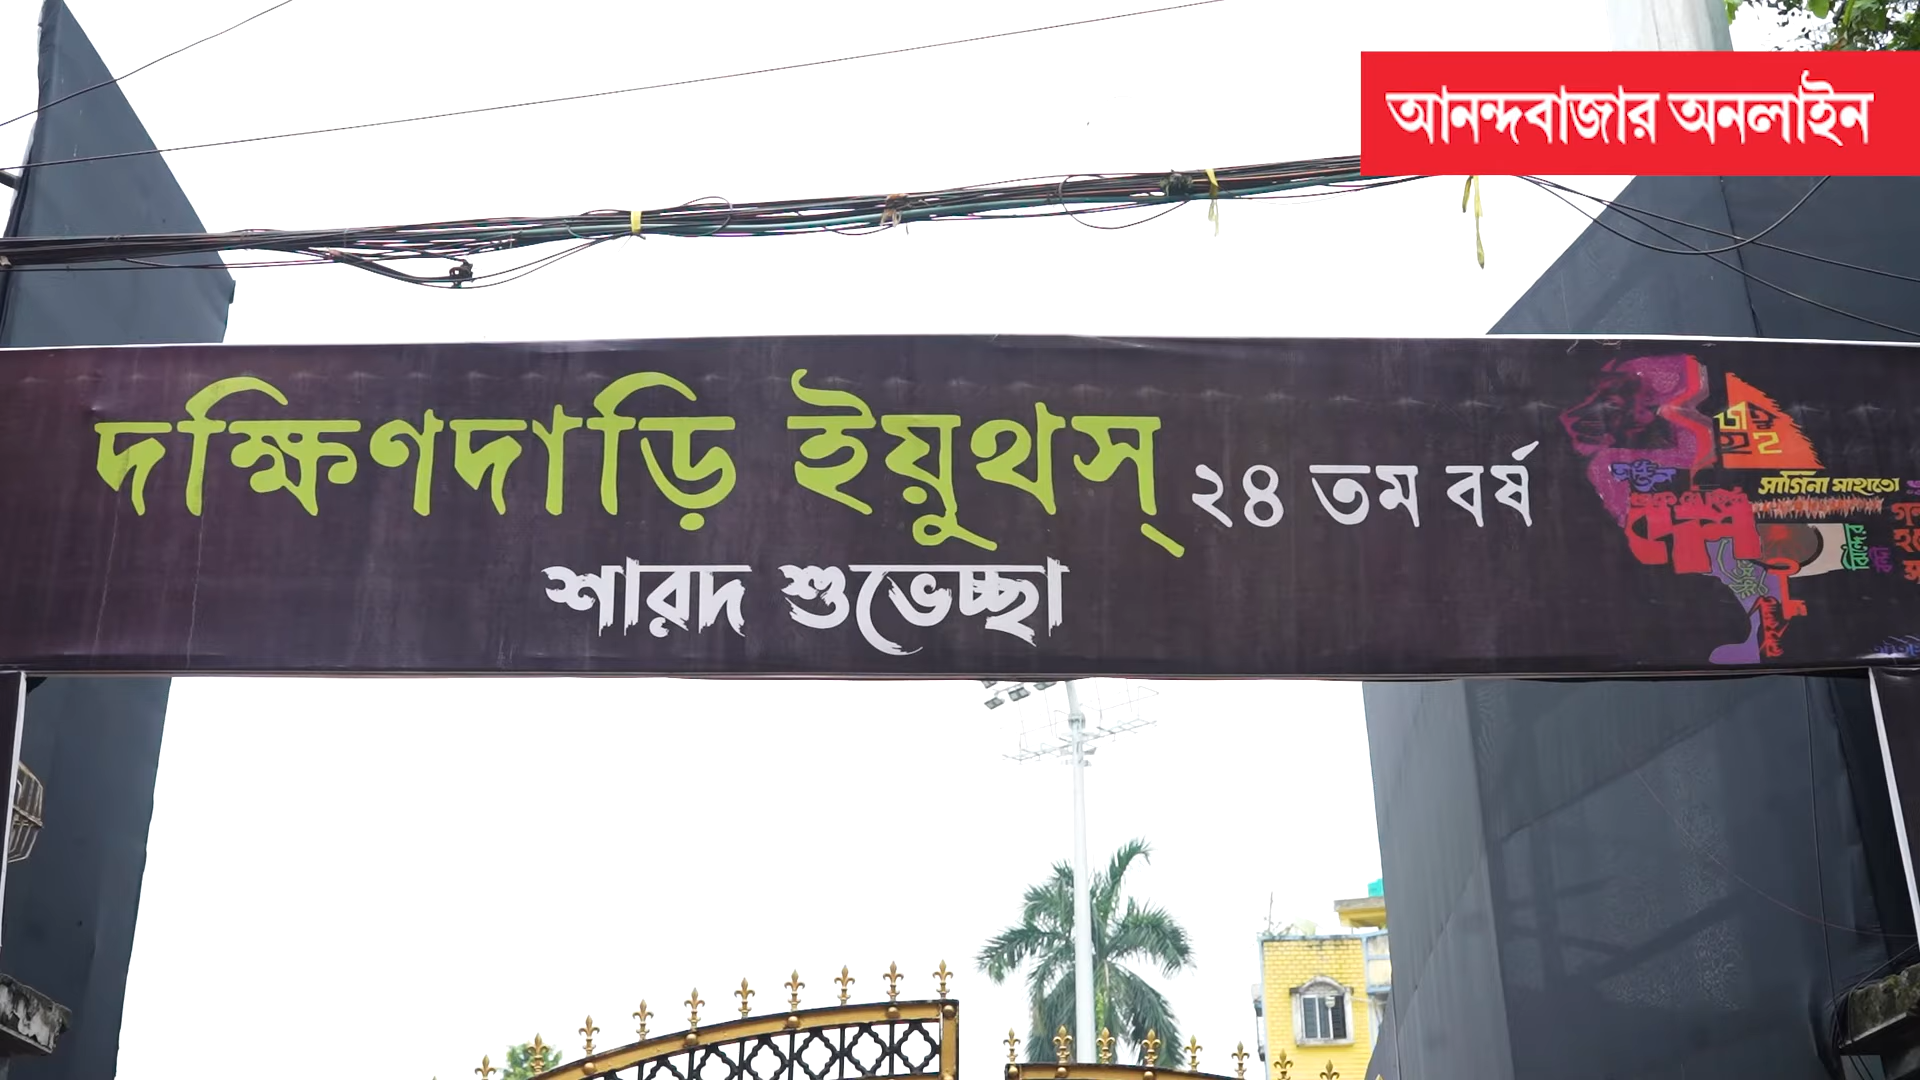 আনন্দবাজার অনলাইন
দক্ষিণদাড়ি ইয়ুথস্ ২৪ তম বর্ষ
শারদ শুভেচ্ছা
সাগিনা মাহাতো